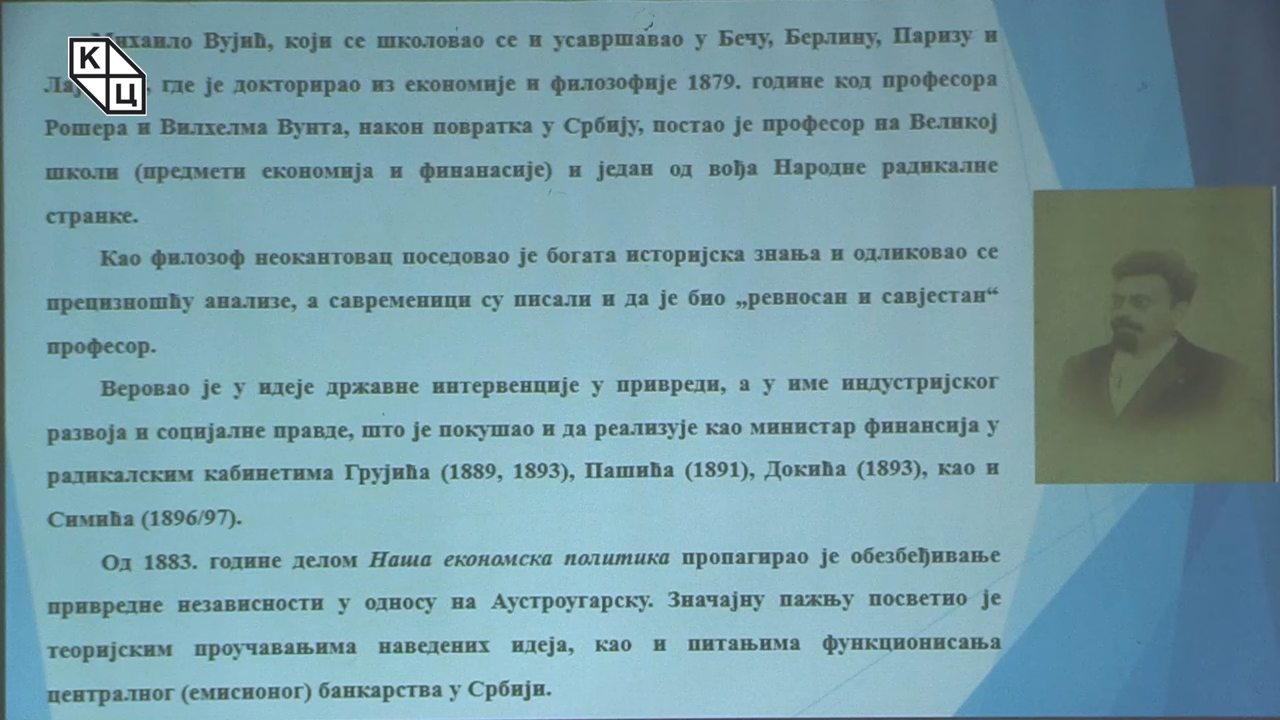 Михаило Вујић, који се школовао се и усавршавао у Бечу, Берлину, Паризу и
где је докторирао из економије и филозофије 1879. године код професора
Рошера и Вилхелма Вунта, након повратка у Србију, постао је професор на Великој
школи (предмети економија и финанасије) и један од вођа Народне радикалне
странке.
Као филозоф неокантовац поседовао је богата историјска знања и одликовао се
прецизношћу анализе, а савременици су писали и да је био „ревносан и савјестан“
професор.
Веровао је у идеје државне интервенције у привреди, а у име индустријског
развоја и социјалне правде, што је покушао и да реализује као министар финансија у
радикалским кабинетима Грујића (1889, 1893), Пашића (1891), Докића (1893), као и
Симића (1896/97).
Од 1883. године делом Наша економска политика пропагирао је обезбеђивање
привредне независности у односу на Аустроугарску. Значајну пажњу посветио је
теоријским проучавањима наведених идеја, као и питањима функционисања
централног (емисионог) банкарства у Србији.
К
Ц